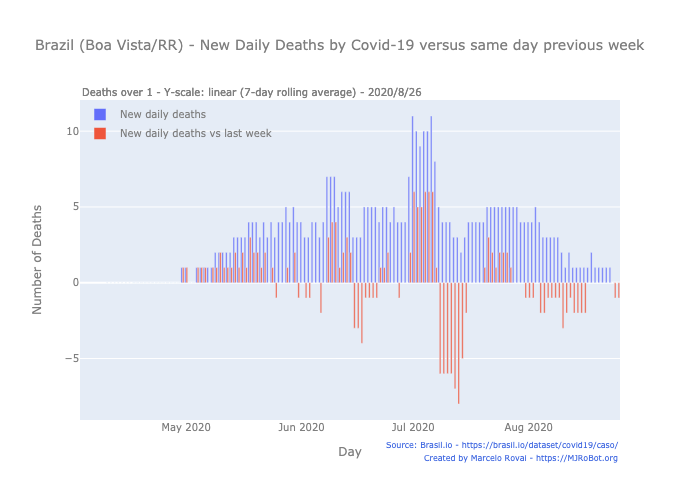 Brazil (Boa Vista/RR) - New Daily Deaths by Covid-19 versus same day previous week
Deaths over 1 - Y-scale: linear (7-day rolling average) - 2020/8/26
New daily deaths
New daily deaths vs last week
10
5
0
−5
Number of Deaths
May 2020
Jun 2020
Jul 2020
Aug 2020
Day
Source: Brasil.io - https://brasil.io/dataset/covid19/caso/
Created by Marcelo Rovai - https://MJRoBot.org